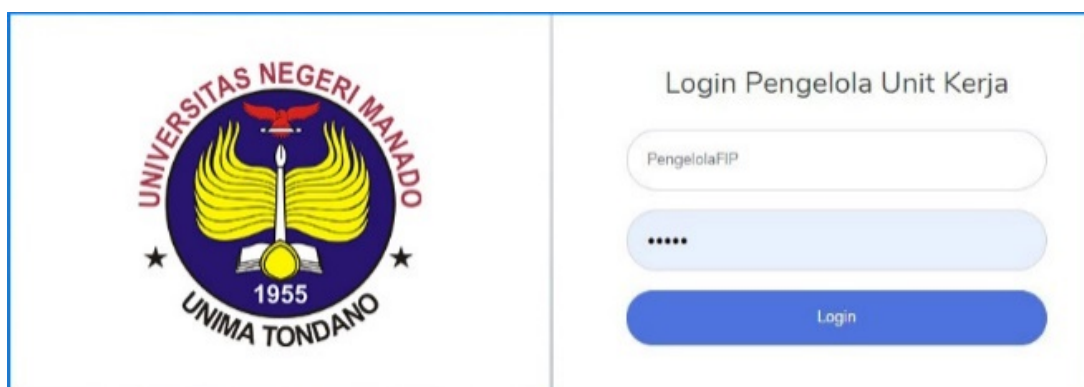 UNIVERSITAS NEGERI MANADO
1955
UNIMA TONDANO
Login Pengelola Unit Kerja
PengelolaFIP
•••••
Login